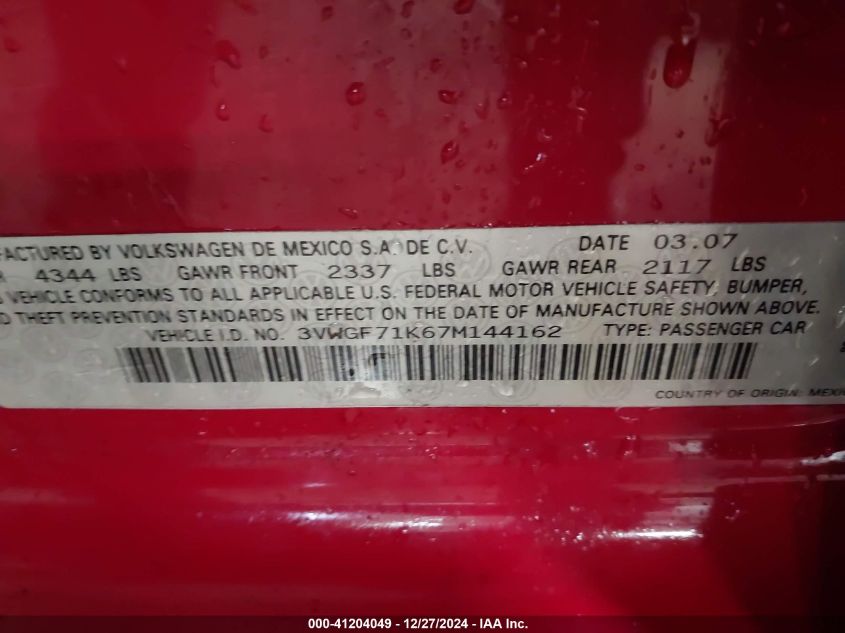 FACTURED BY VOLKSWAGEN DE MEXICO S.A. DE C.V. DATE 03.07
R 4344 LBS GAWR FRONT 2337 LBS GAWR REAR 2117 LBS
VEHICLE CONFORMS TO ALL APPLICABLE U.S. FEDERAL MOTOR VEHICLE SAFETY, BUMPER,
D THEFT PREVENTION STANDARDS IN EFFECT ON THE DATE OF MANUFACTURE SHOWN ABOVE.
VEHICLE I.D. NO. 3VWGF71K67M144162 TYPE: PASSENGER CAR
COUNTRY OF ORIGIN: MEXI
000-41204049 - 12/27/2024 - IAA Inc.